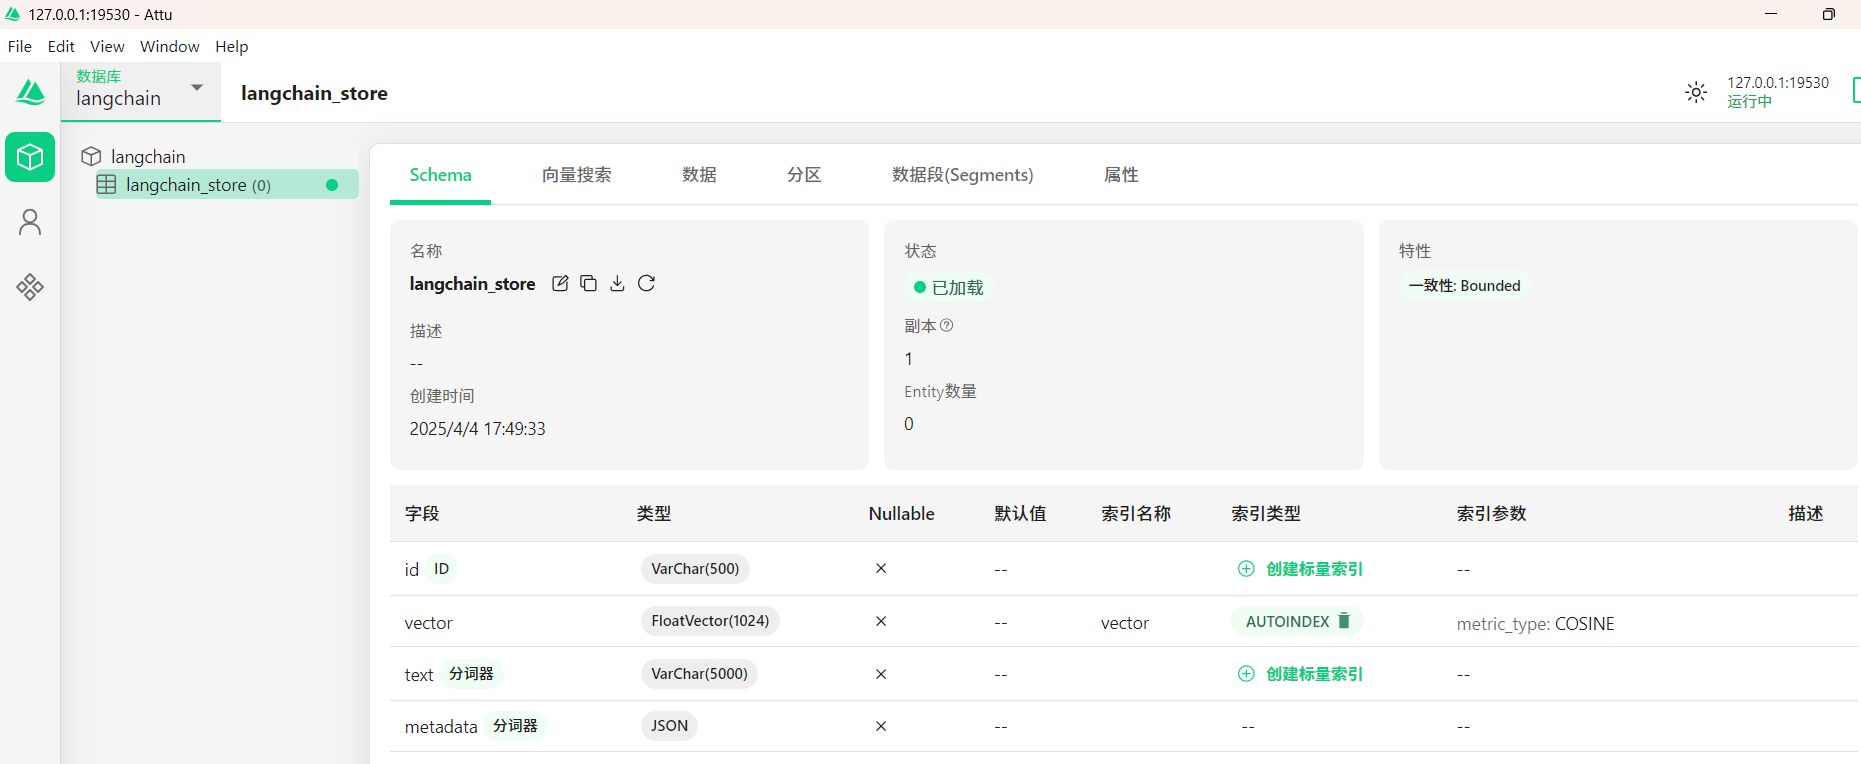 127.0.0.1:19530 - Attu
File Edit View Window Help
数据库
langchain
langchain_store
127.0.0.1:19530
运行中
langchain
langchain_store (0)
Schema 向量搜索 数据 分区 数据段(Segments) 属性
名称
langchain_store
描述
--
创建时间
2025/4/4 17:49:33
状态
已加载
副本
1
Entity数量
0
特性
一致性: Bounded
字段 类型 Nullable 默认值 索引名称 索引类型 索引参数 描述
id ID VarChar(500) × -- 创建标量索引 --
vector FloatVector(1024) × -- vector AUTOINDEX metric_type: COSINE
text 分词器 VarChar(5000) × -- 创建标量索引 --
metadata 分词器 JSON × -- -- --